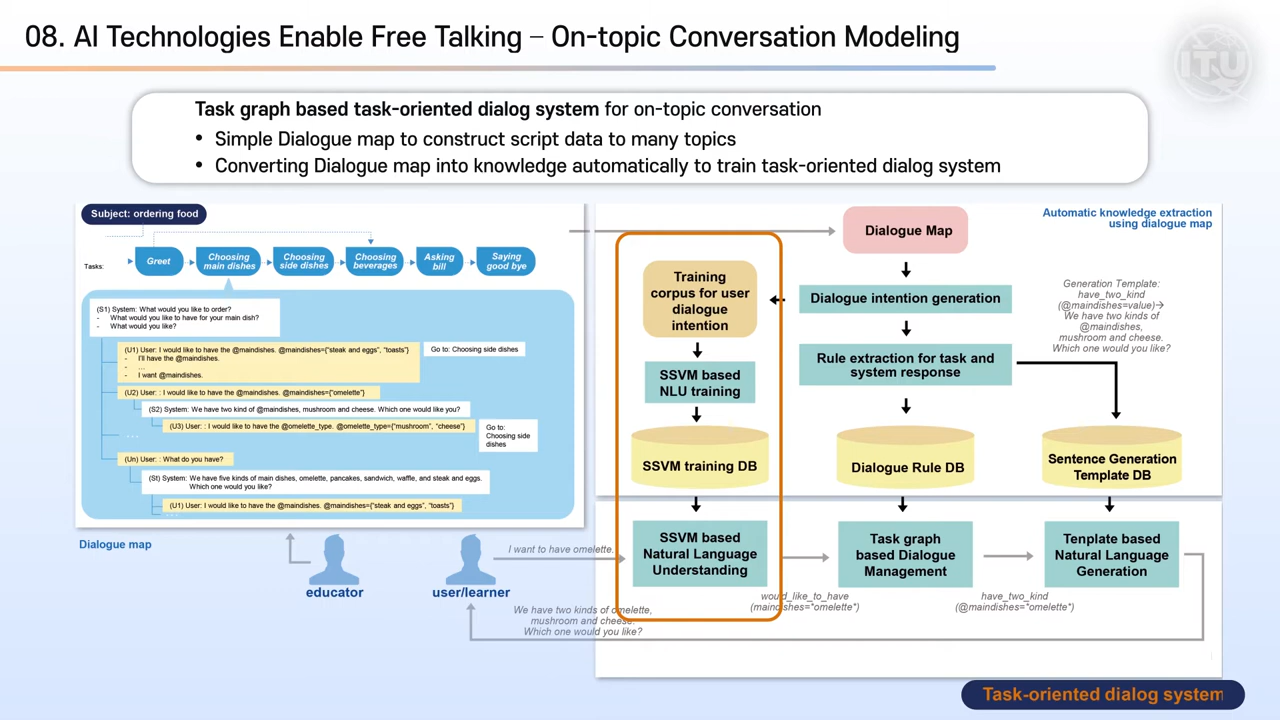 08. AI Technologies Enable Free Talking – On-topic Conversation Modeling
ITU
Task graph based task-oriented dialog system for on-topic conversation
• Simple Dialogue map to construct script data to many topics
• Converting Dialogue map into knowledge automatically to train task-oriented dialog system
Subject: ordering food
Tasks:
Greet
Choosing
main dishes
Choosing
side dishes
Choosing
beverages
Asking
bill
Saying
good bye
(S1) System: What would you like to order?
- What would you like to have for your main dish?
- What would you like?
(U1) User: I would like to have the @maindishes. @maindishes={"steak and eggs", "toasts"}
- I'll have the @maindishes.
- ...
- I want @maindishes.
Go to: Choosing side dishes
(U2) User: : I would like to have the @maindishes. @maindishes={"omelette"}
(S2) System: We have two kind of @maindishes, mushroom and cheese. Which one would like you?
(U3) User: : I would like to have the @omelette_type. @omelette_type={"mushroom", "cheese"}
Go to:
Choosing side
dishes
...
(Un) User: : What do you have?
(St) System: We have five kinds of main dishes, omelette, pancakes, sandwich, waffle, and steak and eggs.
Which one would you like?
(U1) User: I would like to have the @maindishes. @maindishes={"steak and eggs", "toasts"}
...
Dialogue map
educator
user/learner
I want to have omelette.
We have two kinds of omelette,
mushroom and cheese.
Which one would you like?
Automatic knowledge extraction
using dialogue map
Dialogue Map
Training
corpus for user
dialogue
intention
Dialogue intention generation
Generation Template:
have_two_kind
(@maindishes=value)→
We have two kinds of
@maindishes,
mushroom and cheese.
Which one would you like?
SSVM based
NLU training
Rule extraction for task and
system response
SSVM training DB
Dialogue Rule DB
Sentence Generation
Template DB
SSVM based
Natural Language
Understanding
Task graph
based Dialogue
Management
Tenplate based
Natural Language
Generation
would_like_to_have
(maindishes="omelette")
have_two_kind
(@maindishes="omelette")
Task-oriented dialog system